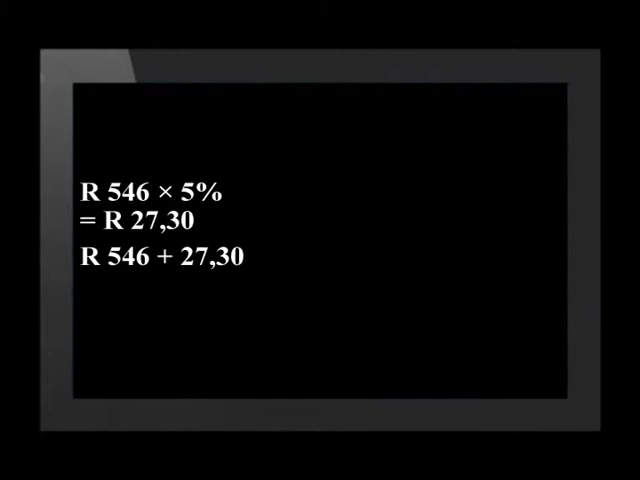 R 546 × 5%
= R 27,30
R 546 + 27,30